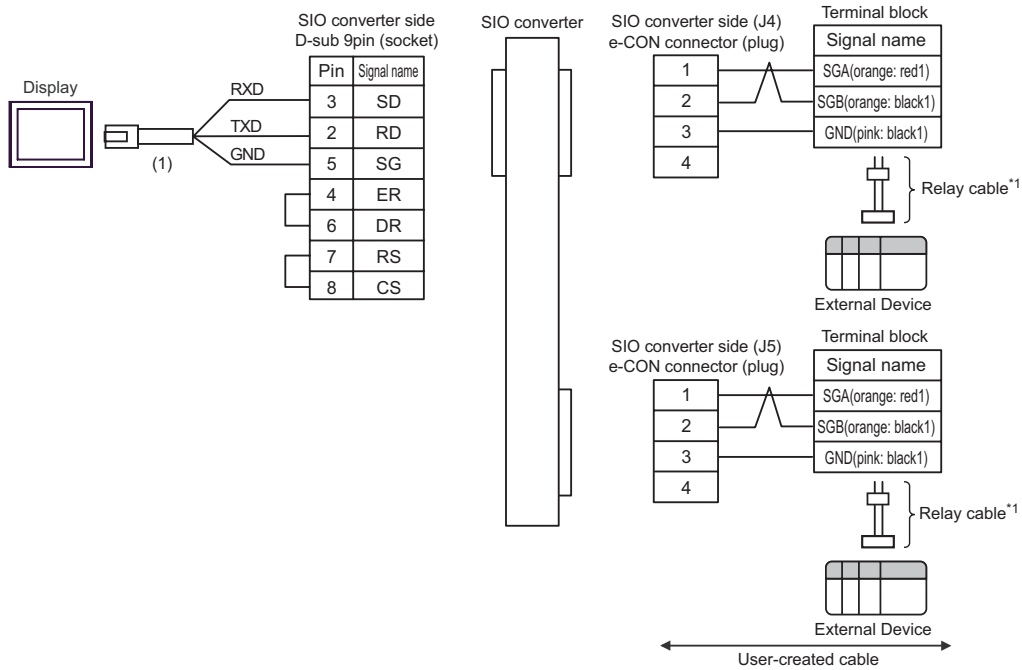 Display
(1)
RXD
TXD
GND
SIO converter side
D-sub 9pin (socket)
Pin Signal name
3 SD
2 RD
5 SG
4 ER
6 DR
7 RS
8 CS
SIO converter
SIO converter side (J4)
e-CON connector (plug)
1
2
3
4
Terminal block
Signal name
SGA(orange: red1)
SGB(orange: black1)
GND(pink: black1)
Relay cable*1
External Device
SIO converter side (J5)
e-CON connector (plug)
1
2
3
4
Terminal block
Signal name
SGA(orange: red1)
SGB(orange: black1)
GND(pink: black1)
Relay cable*1
External Device
User-created cable